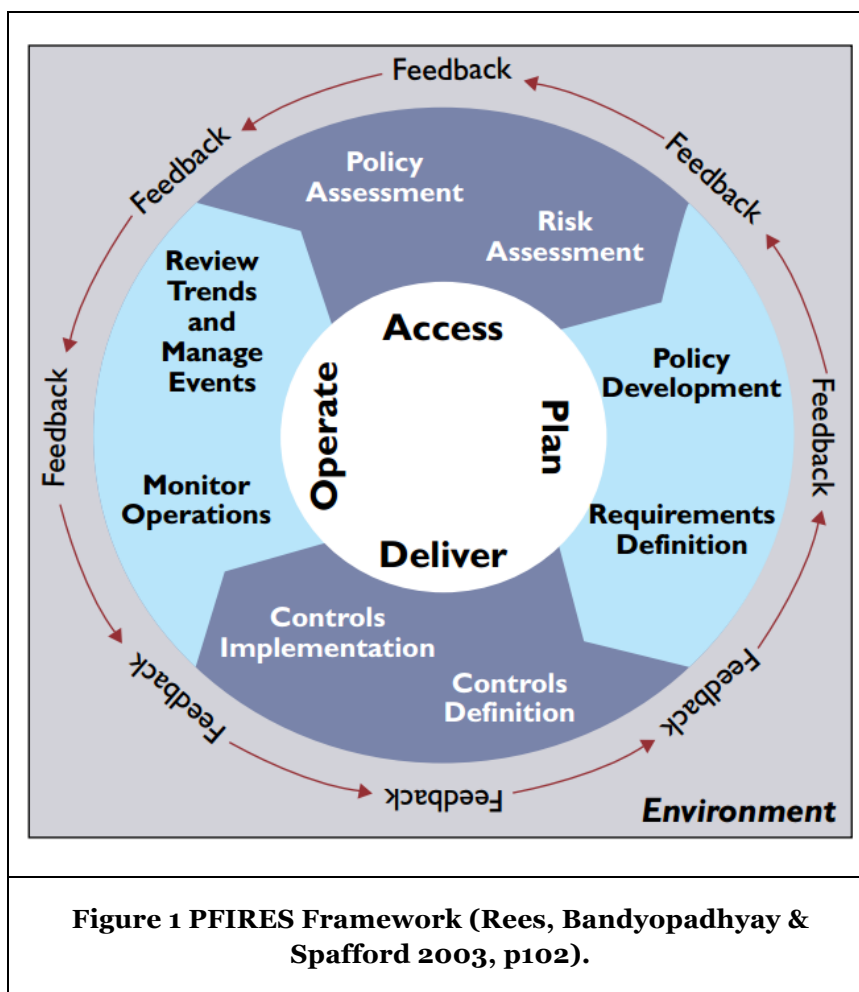 Feedback
Feedback
Feedback
Policy
Assessment
Risk
Assessment
Review
Trends
and
Manage
Events
Access
Policy
Development
Operate
Plan
Feedback
Feedback
Monitor
Operations
Requirements
Definition
Deliver
Controls
Implementation
Controls
Definition
Feedback
Feedback
Feedback
Environment
Figure 1 PFIRES Framework (Rees, Bandyopadhyay &
Spafford 2003, p102).